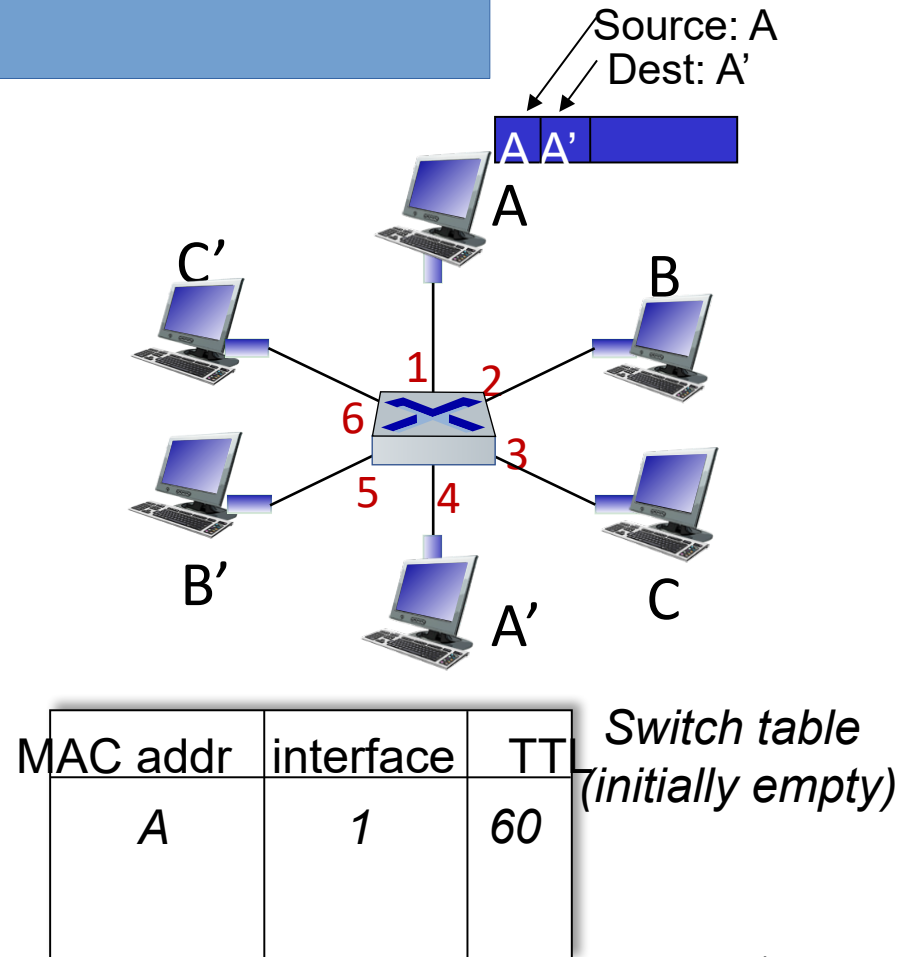 Source: A
Dest: A’
A A’
A
C’
B
1
2
6
3
5
4
B’
A’
C
Switch table
(initially empty)
MAC addr interface TTL
A 1 60